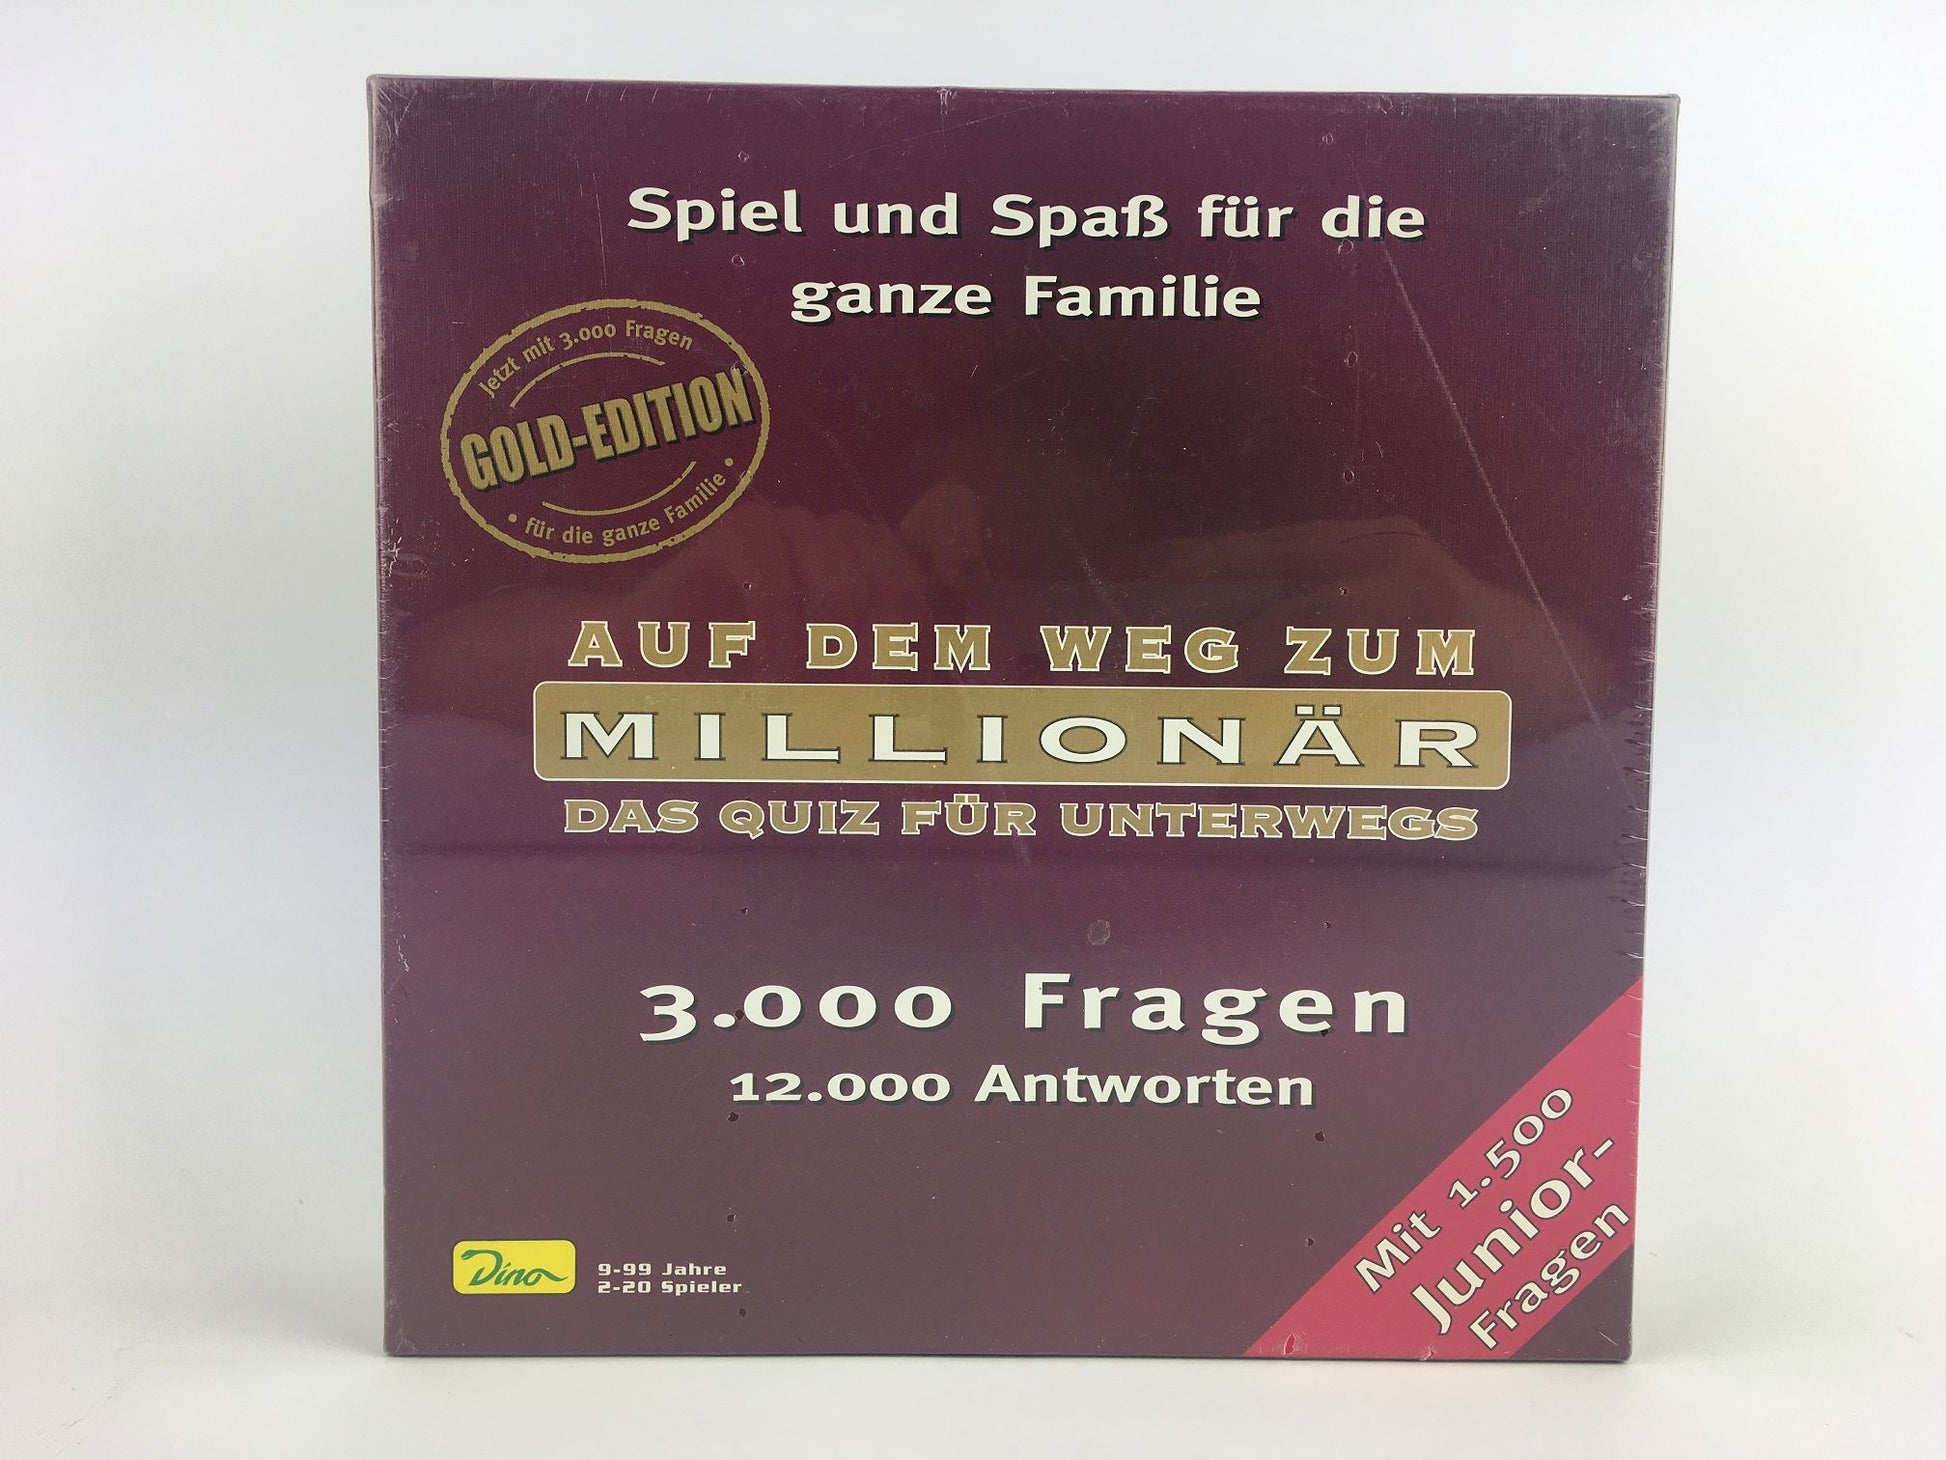 Spiel und Spaß für die
ganze Familie
Jetzt mit 3.000 Fragen
GOLD-EDITION
• für die ganze Familie •
AUF DEM WEG ZUM
MILLIONÄR
DAS QUIZ FÜR UNTERWEGS
3.000 Fragen
12.000 Antworten
Mit 1.500
Junior-
Fragen
Dino
9-99 Jahre
2-20 Spieler